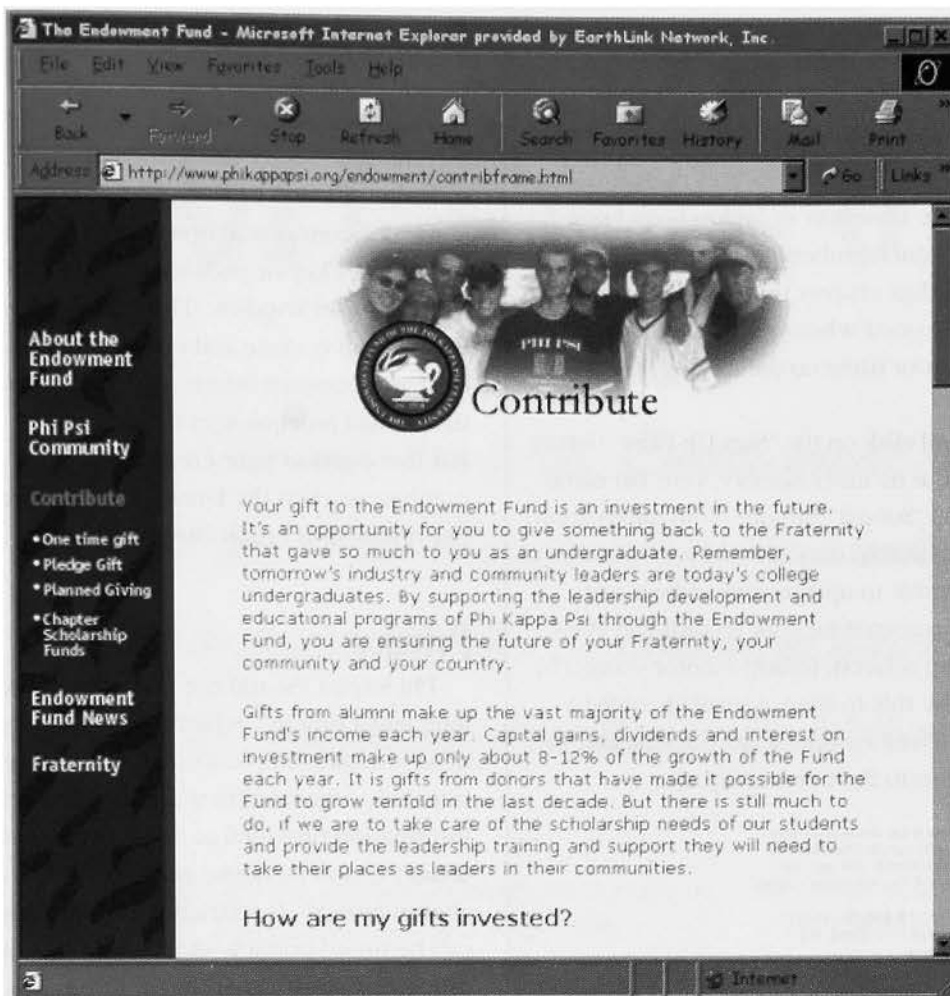 The Endowment Fund - Microsoft Internet Explorer provided by EarthLink Network, Inc
File Edit View Favorites Tools Help
Back Forward Stop Refresh Home Search Favorites History Mail Print
Address http://www.phikappapsi.org/endowment/contribframe.html Go Links
PHI PSI
Contribute
About the
Endowment
Fund
Phi Psi
Community
Contribute
•One time gift
•Pledge Gift
•Planned Giving
•Chapter
Scholarship
Funds
Endowment
Fund News
Fraternity
Your gift to the Endowment Fund is an investment in the future.
It's an opportunity for you to give something back to the Fraternity
that gave so much to you as an undergraduate. Remember,
tomorrow's industry and community leaders are today's college
undergraduates. By supporting the leadership development and
educational programs of Phi Kappa Psi through the Endowment
Fund, you are ensuring the future of your Fraternity, your
community and your country.
Gifts from alumni make up the vast majority of the Endowment
Fund's income each year. Capital gains, dividends and interest on
investment make up only about 8-12% of the growth of the Fund
each year. It is gifts from donors that have made it possible for the
Fund to grow tenfold in the last decade. But there is still much to
do, if we are to take care of the scholarship needs of our students
and provide the leadership training and support they will need to
take their places as leaders in their communities.
How are my gifts invested?
Internet